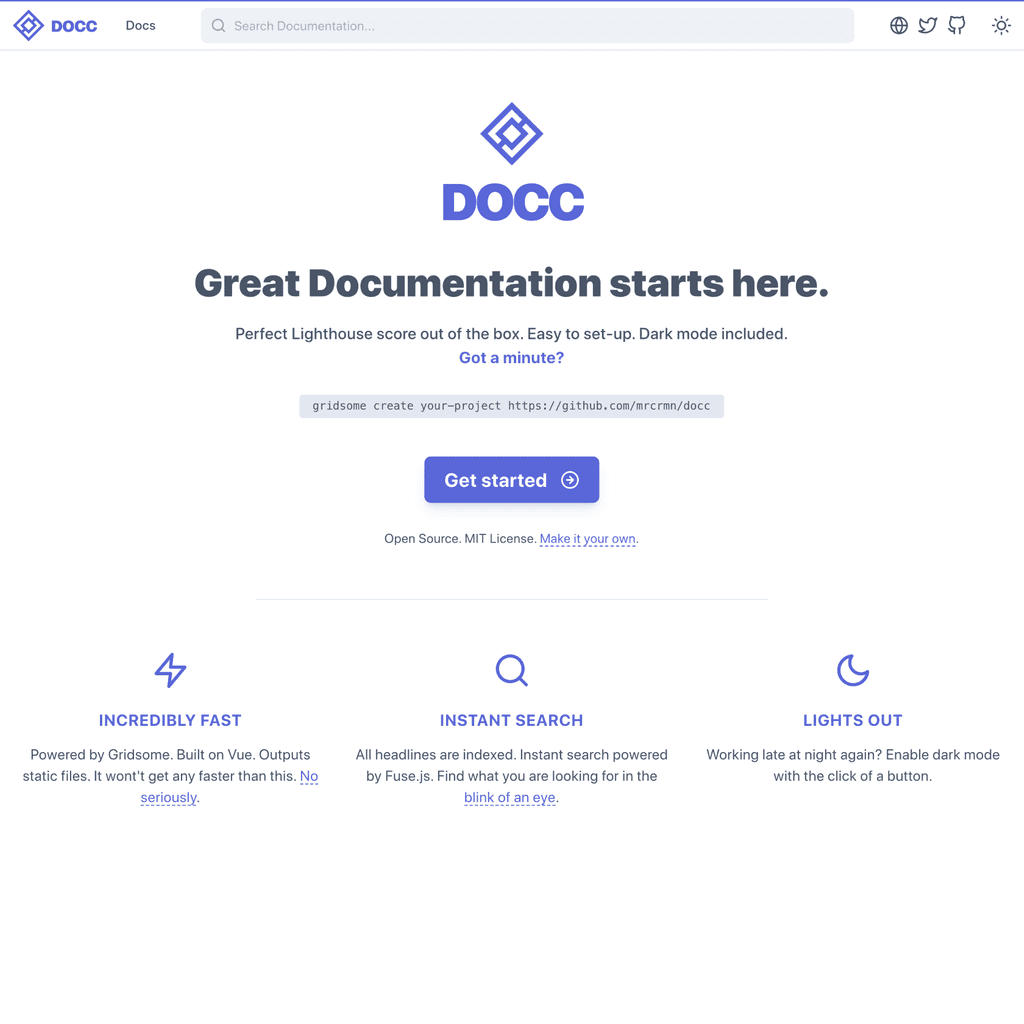 DOCC
Docs
Search Documentation...
DOCC
Great Documentation starts here.
Perfect Lighthouse score out of the box. Easy to set-up. Dark mode included.
Got a minute?
gridsome create your-project https://github.com/mrcrmn/docc
Get started
Open Source. MIT License. Make it your own.
INCREDIBLY FAST
Powered by Gridsome. Built on Vue. Outputs
static files. It wont't get any faster than this. No
seriously.
INSTANT SEARCH
All headlines are indexed. Instant search powered
by Fuse.js. Find what you are looking for in the
blink of an eye.
LIGHTS OUT
Working late at night again? Enable dark mode
with the click of a button.